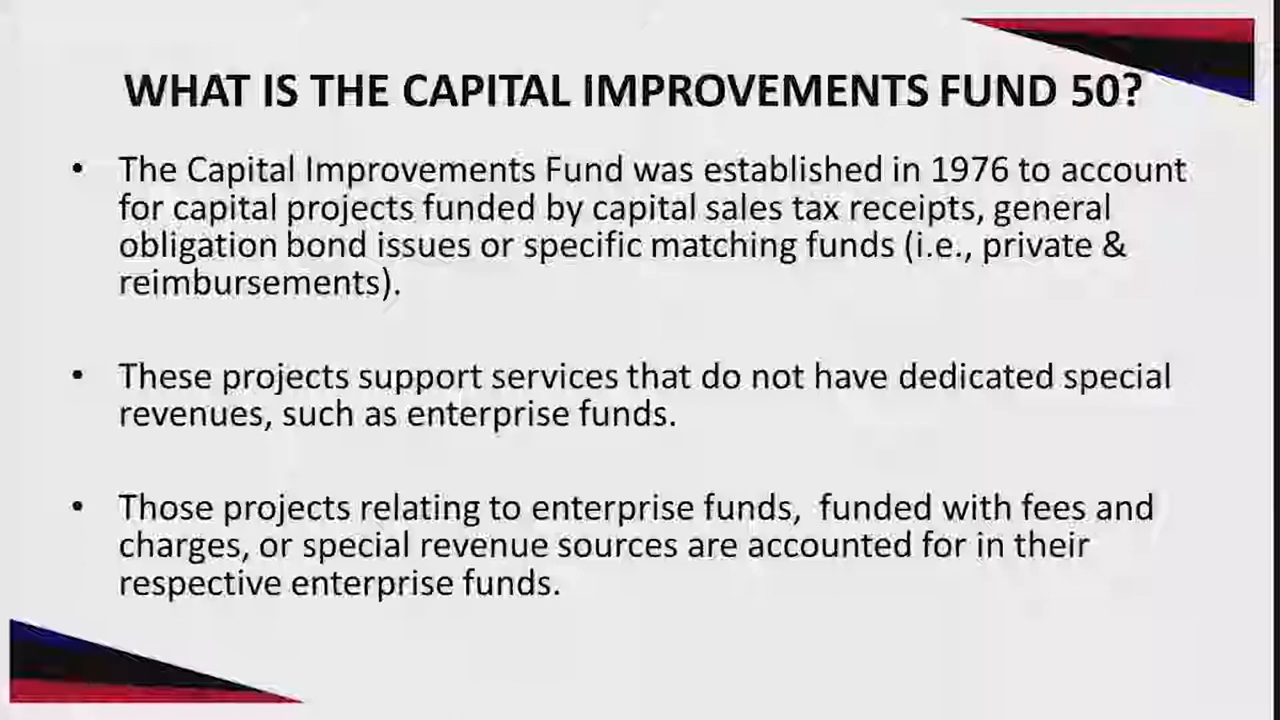 WHAT IS THE CAPITAL IMPROVEMENTS FUND 50?
• The Capital Improvements Fund was established in 1976 to account
for capital projects funded by capital sales tax receipts, general
obligation bond issues or specific matching funds (i.e., private &
reimbursements).
• These projects support services that do not have dedicated special
revenues, such as enterprise funds.
• Those projects relating to enterprise funds,  funded with fees and
charges, or special revenue sources are accounted for in their
respective enterprise funds.